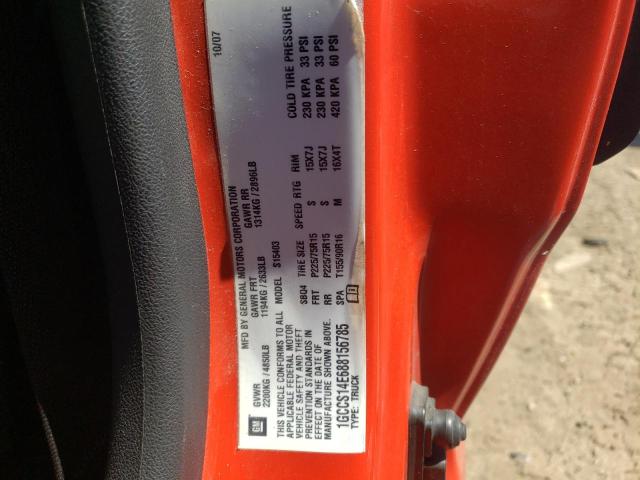 MFD BY GENERAL MOTORS CORPORATION 10/07
GM
GVWR GAWR FRT GAWR RR
2200KG / 4850LB 1194KG / 2633LB 1314KG / 2896LB
THIS VEHICLE CONFORMS TO ALL MODEL S15403
APPLICABLE FEDERAL MOTOR
VEHICLE SAFETY AND THEFT
PREVENTION STANDARDS IN
EFFECT ON THE DATE OF
MANUFACTURE SHOWN ABOVE.
SBQ4 TIRE SIZE SPEED RTG RIM COLD TIRE PRESSURE
FRT P225/75R15 S 15X7J 230 KPA 33 PSI
RR P225/75R15 S 15X7J 230 KPA 33 PSI
SPA T155/90R16 M 16X4T 420 KPA 60 PSI
1GCCS14E688156785
TYPE: TRUCK